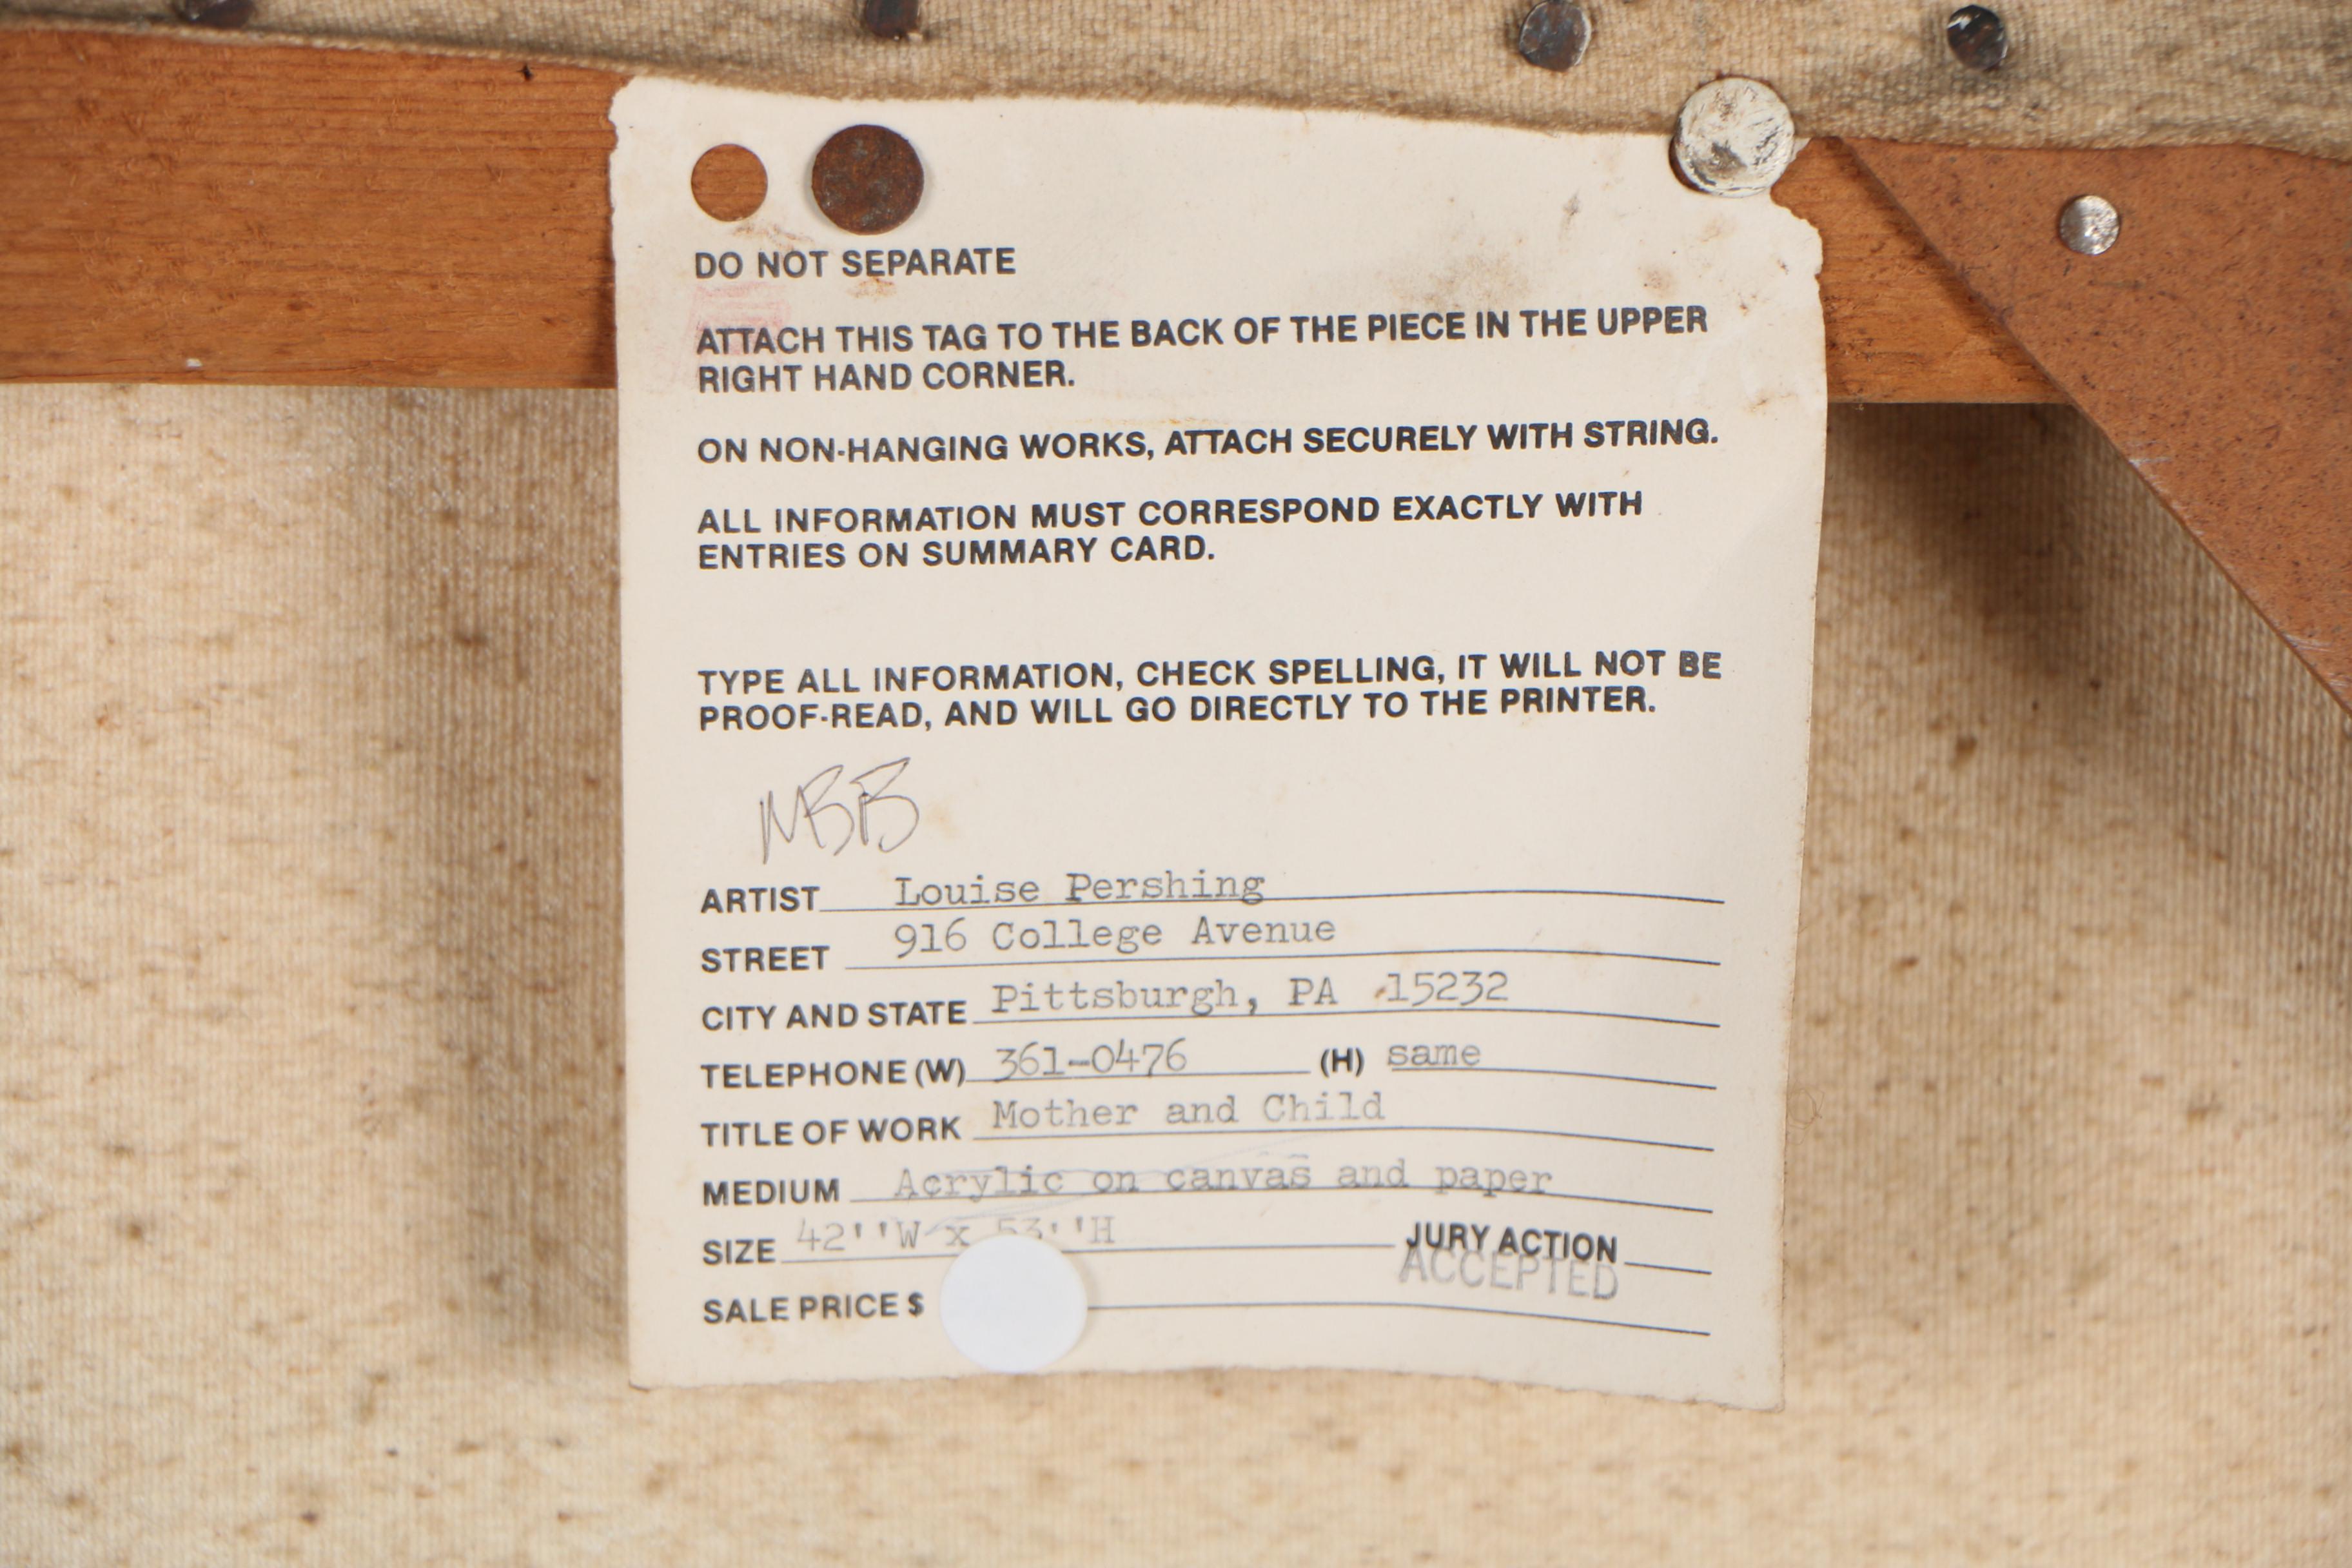 DO NOT SEPARATE
ATTACH THIS TAG TO THE BACK OF THE PIECE IN THE UPPER
RIGHT HAND CORNER.
ON NON-HANGING WORKS, ATTACH SECURELY WITH STRING.
ALL INFORMATION MUST CORRESPOND EXACTLY WITH
ENTRIES ON SUMMARY CARD.
TYPE ALL INFORMATION, CHECK SPELLING, IT WILL NOT BE
PROOF-READ, AND WILL GO DIRECTLY TO THE PRINTER.
ARTIST Louise Pershing
STREET 916 College Avenue
CITY AND STATE Pittsburgh, PA 15232
TELEPHONE (W) 361-0476 (H) same
TITLE OF WORK Mother and Child
MEDIUM Acrylic on canvas and paper
SIZE 42''W x 53''H JURY ACTION
ACCEPTED
SALE PRICE $